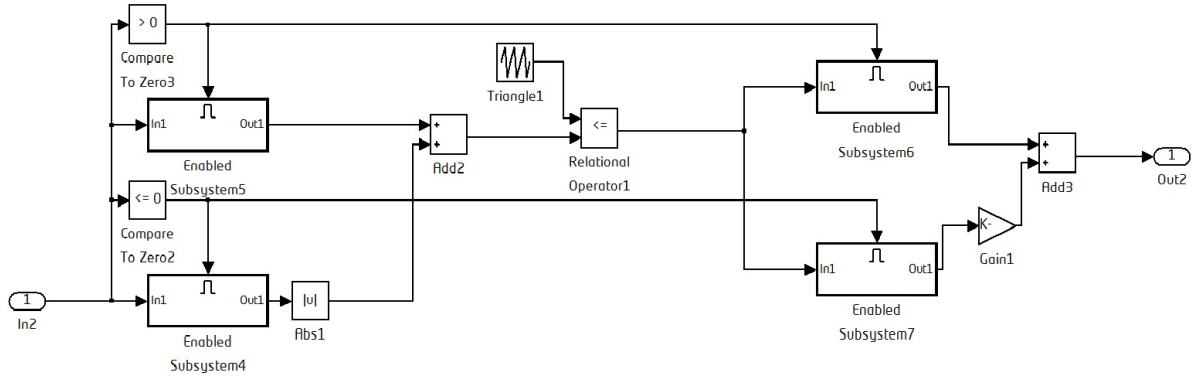 > 0
Compare
To Zero3
In1
Out1
Enabled
Subsystem5
<= 0
Compare
To Zero2
1
In2
In1
Out1
Enabled
Subsystem4
|u|
Abs1
+
+
Add2
Triangle1
<=
Relational
Operator1
In1
Out1
Enabled
Subsystem6
In1
Out1
Enabled
Subsystem7
K-
Gain1
+
+
Add3
1
Out2